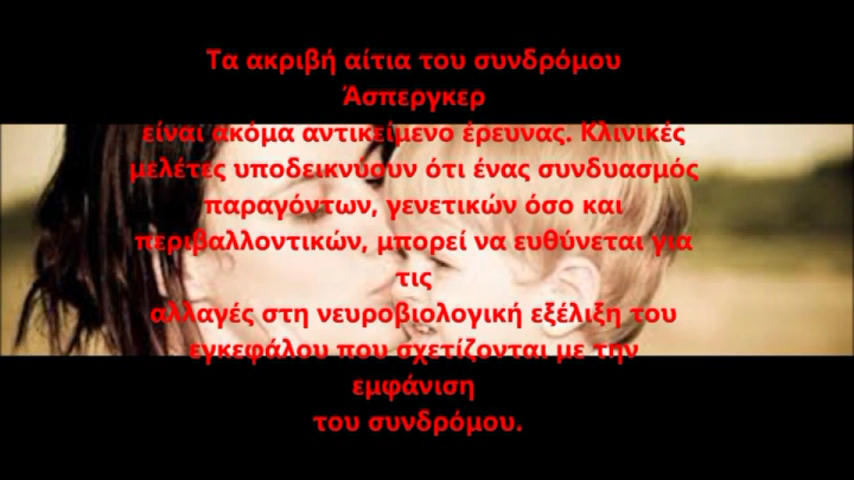 Τα ακριβή αίτια του συνδρόμου
Άσπεργκερ
είναι ακόμα αντικείμενο έρευνας. Κλινικές
μελέτες υποδεικνύουν ότι ένας συνδυασμός
παραγόντων, γενετικών όσο και
περιβαλλοντικών, μπορεί να ευθύνεται για
τις
αλλαγές στη νευροβιολογική εξέλιξη του
εγκεφάλου που σχετίζονται με την
εμφάνιση
του συνδρόμου.